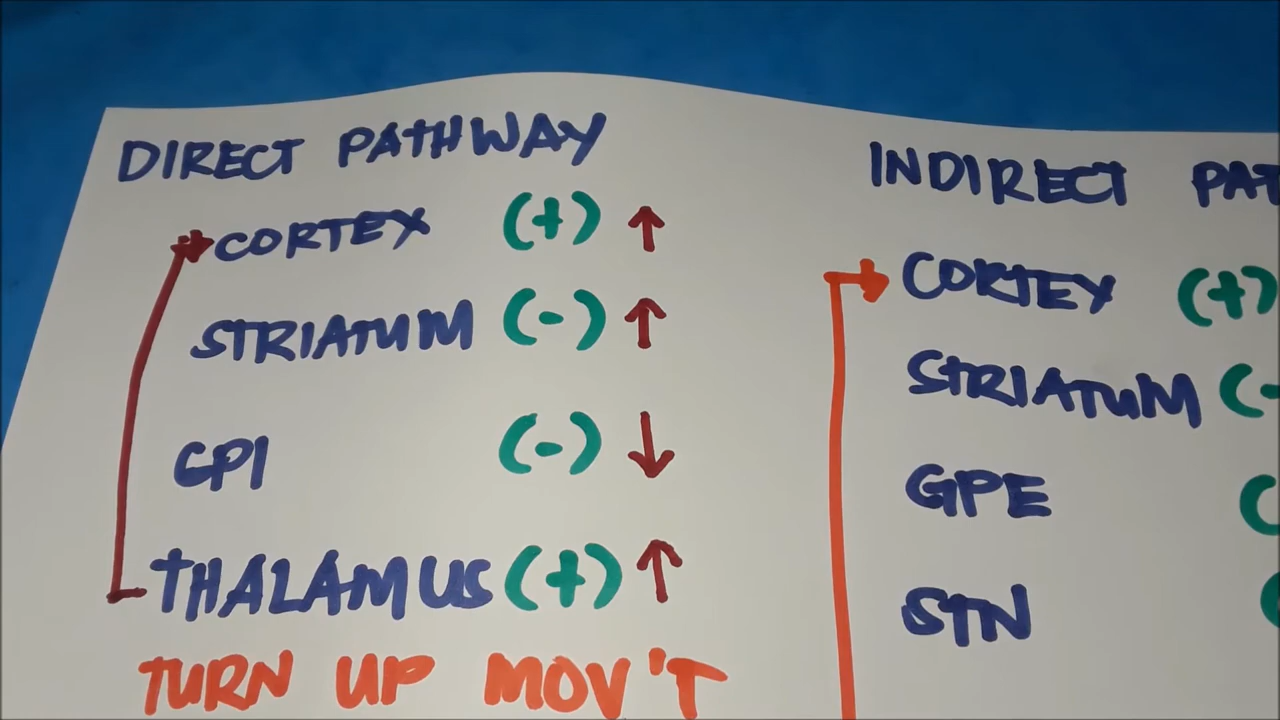 DIRECT PATHWAY
CORTEX (+) ↑
STRIATUM (-) ↑
GPI (-) ↓
THALAMUS (+) ↑
TURN UP MOV'T
INDIRECT
CORTEX (+)
STRIATUM
GPE
STN